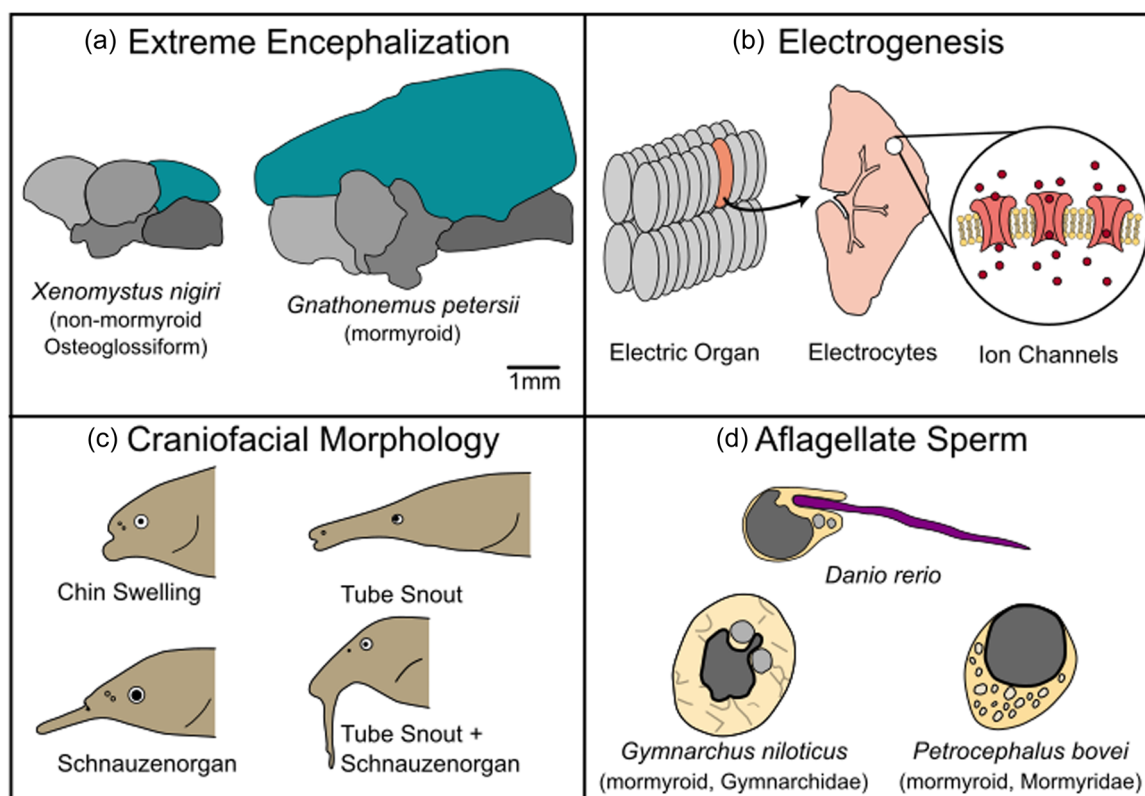 (a) Extreme Encephalization
Xenomystus nigiri
(non-mormyroid
Osteoglossiform)
Gnathonemus petersii
(mormyroid)
1mm
(b) Electrogenesis
Electric Organ
Electrocytes
Ion Channels
(c) Craniofacial Morphology
Chin Swelling
Tube Snout
Schnauzenorgan
Tube Snout +
Schnauzenorgan
(d) Aflagellate Sperm
Danio rerio
Gymnarchus niloticus
(mormyroid, Gymnarchidae)
Petrocephalus bovei
(mormyroid, Mormyridae)